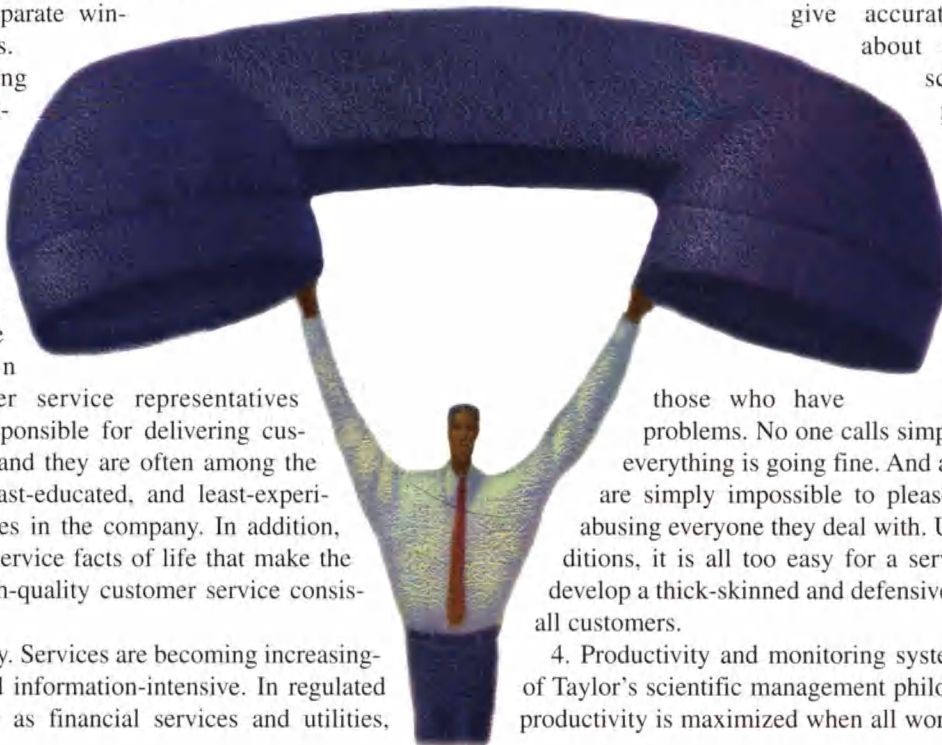 parate win-
s.
ng
-
e
n
er service representatives
sponsible for delivering cus-
and they are often among the
ast-educated, and least-experi-
es in the company. In addition,
service facts of life that make the
h-quality customer service consis-
y. Services are becoming increasing-
d information-intensive. In regulated
as financial services and utilities,
give accurat
about
sc
those who have
problems. No one calls simp
everything is going fine. And a
are simply impossible to pleas
abusing everyone they deal with. U
ditions, it is all too easy for a serv
develop a thick-skinned and defensive
all customers.
4. Productivity and monitoring syste
of Taylor's scientific management philo
productivity is maximized when all wor